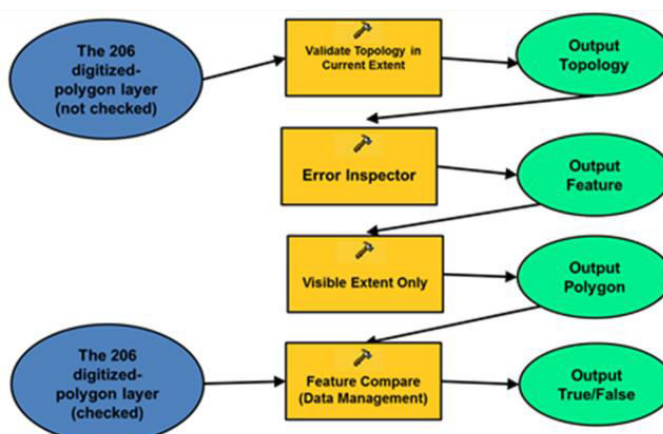 The 206
digitized-
polygon layer
(not checked)
Validate Topology in
Current Extent
Output
Topology
Error Inspector
Output
Feature
Visible Extent Only
Output
Polygon
The 206
digitized-
polygon layer
(checked)
Feature Compare
(Data Management)
Output
True/False